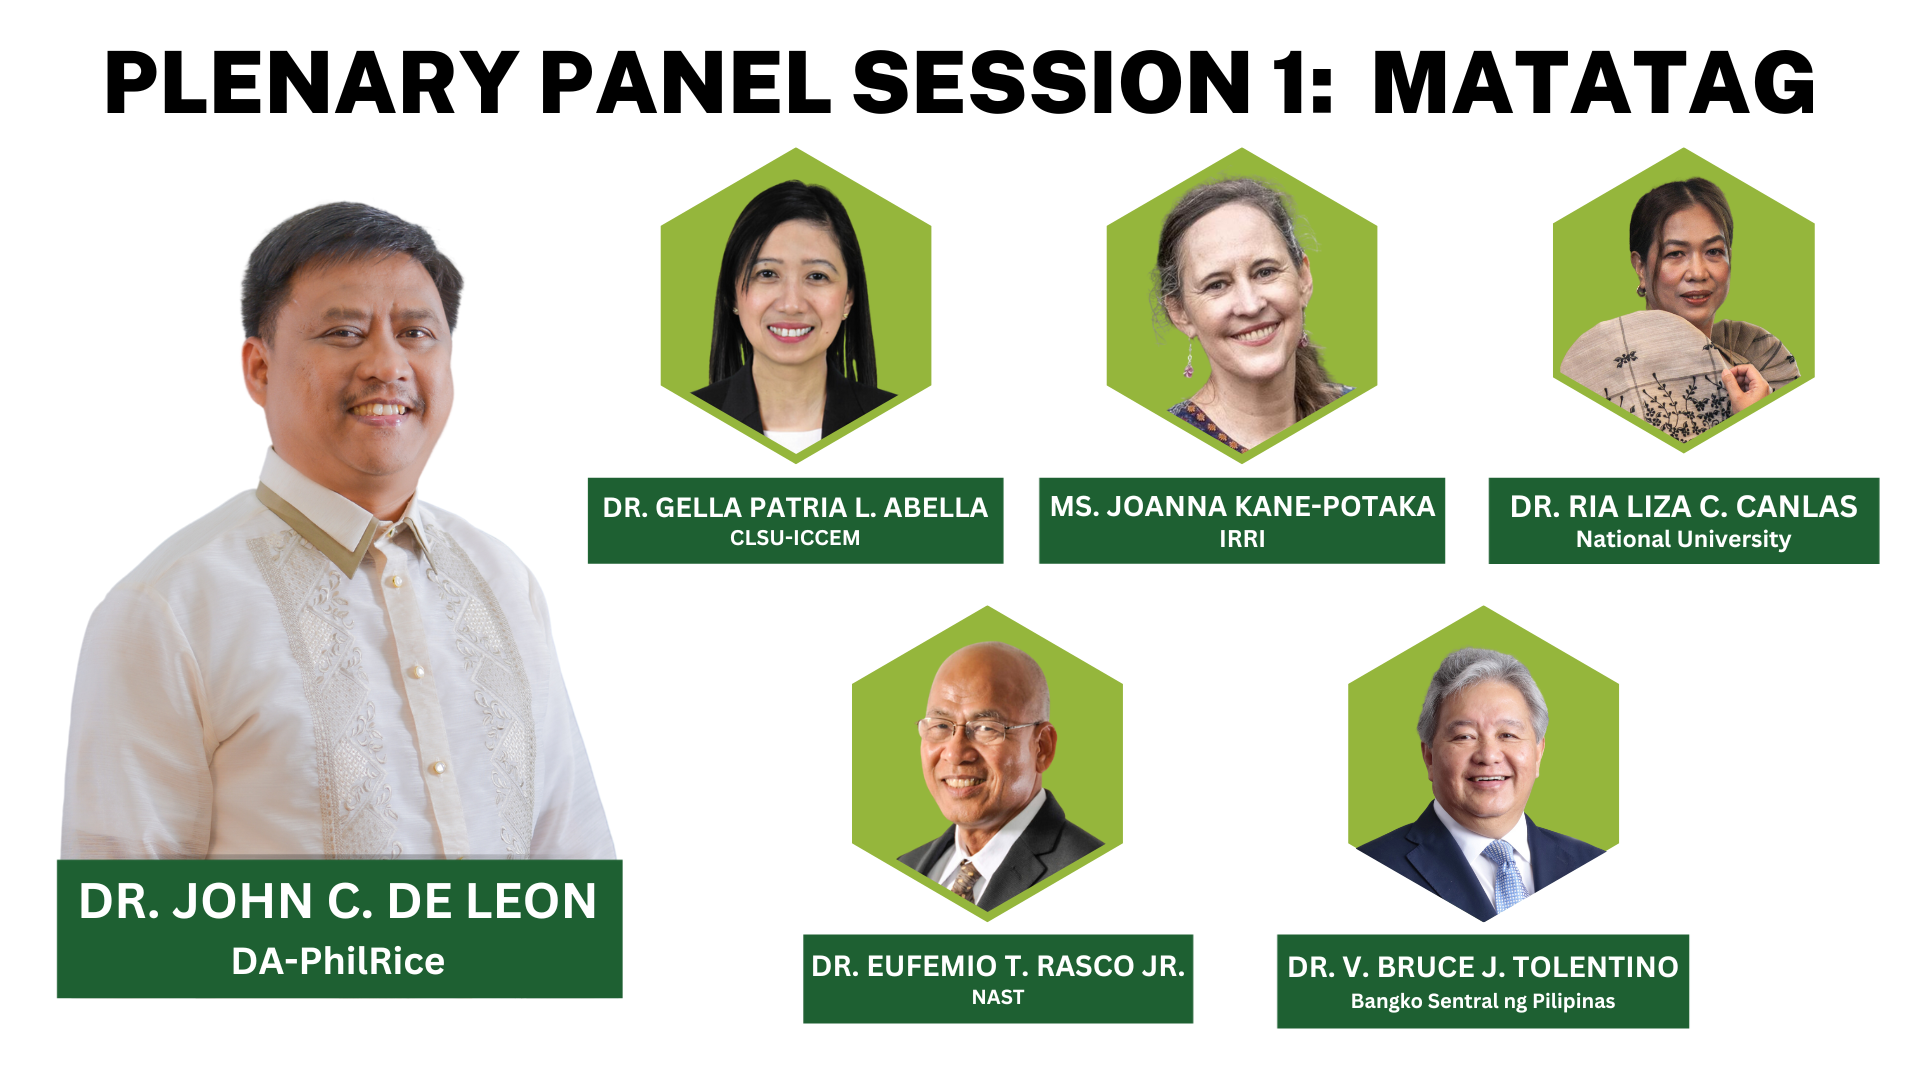 PLENARY PANEL SESSION 1: MATATAG
DR. GELLA PATRIA L. ABELLA
CLSU-ICCEM
MS. JOANNA KANE-POTAKA
IRRI
DR. RIA LIZA C. CANLAS
National University
DR. JOHN C. DE LEON
DA-PhilRice
DR. EUFEMIO T. RASCO JR.
NAST
DR. V. BRUCE J. TOLENTINO
Bangko Sentral ng Pilipinas